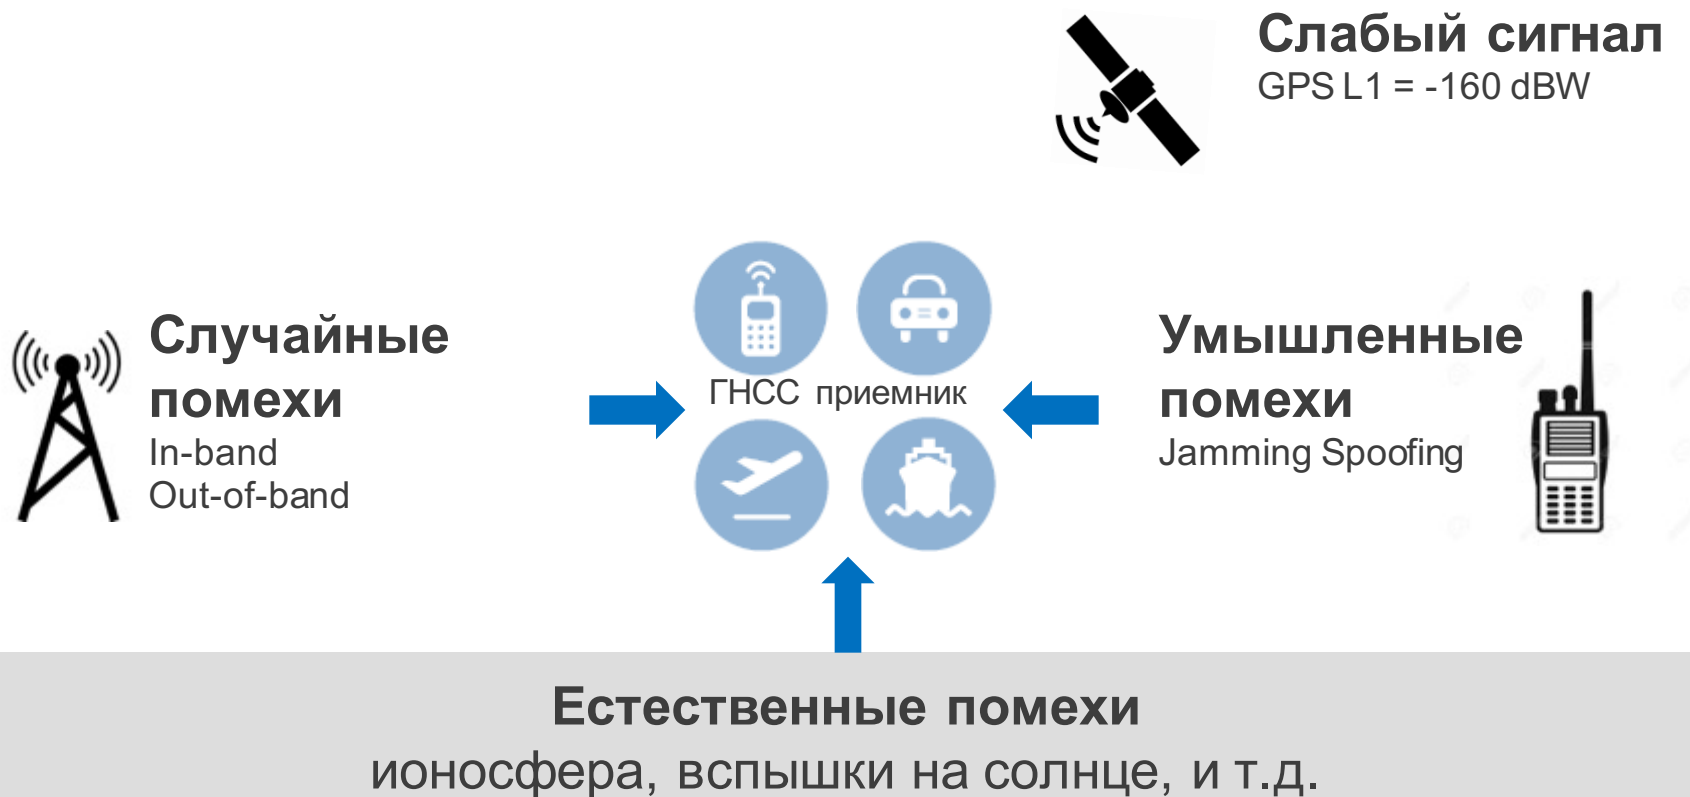 Слабый сигнал
GPS L1 = -160 dBW
Случайные
помехи
In-band
Out-of-band
ГНСС приемник
Умышленные
помехи
Jamming Spoofing
Естественные помехи
ионосфера, вспышки на солнце, и т.д.